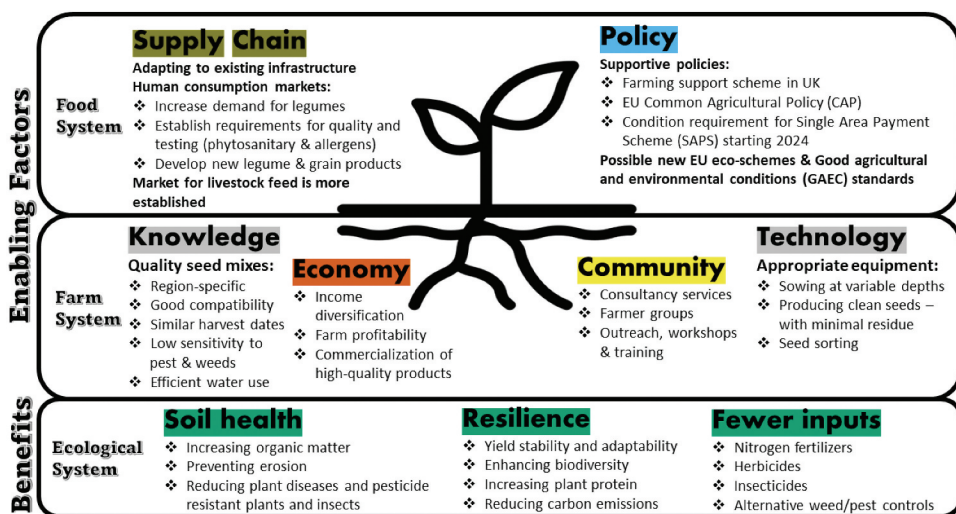 Enabling Factors
Food
System
Supply Chain
Adapting to existing infrastructure
Human consumption markets:
❖ Increase demand for legumes
❖ Establish requirements for quality and
testing (phytosanitary & allergens)
❖ Develop new legume & grain products
Market for livestock feed is more
established
Policy
Supportive policies:
❖ Farming support scheme in UK
❖ EU Common Agricultural Policy (CAP)
❖ Condition requirement for Single Area Payment
Scheme (SAPS) starting 2024
Possible new EU eco-schemes & Good agricultural
and environmental conditions (GAEC) standards
Farm
System
Knowledge
Quality seed mixes:
❖ Region-specific
❖ Good compatibility
❖ Similar harvest dates
❖ Low sensitivity to
pest & weeds
❖ Efficient water use
Economy
❖ Income
diversification
❖ Farm profitability
❖ Commercialization of
high-quality products
Community
❖ Consultancy services
❖ Farmer groups
❖ Outreach, workshops
& training
Technology
Appropriate equipment:
❖ Sowing at variable depths
❖ Producing clean seeds –
with minimal residue
❖ Seed sorting
Benefits
Ecological
System
Soil health
❖ Increasing organic matter
❖ Preventing erosion
❖ Reducing plant diseases and pesticide
resistant plants and insects
Resilience
❖ Yield stability and adaptability
❖ Enhancing biodiversity
❖ Increasing plant protein
❖ Reducing carbon emissions
Fewer inputs
❖ Nitrogen fertilizers
❖ Herbicides
❖ Insecticides
❖ Alternative weed/pest controls